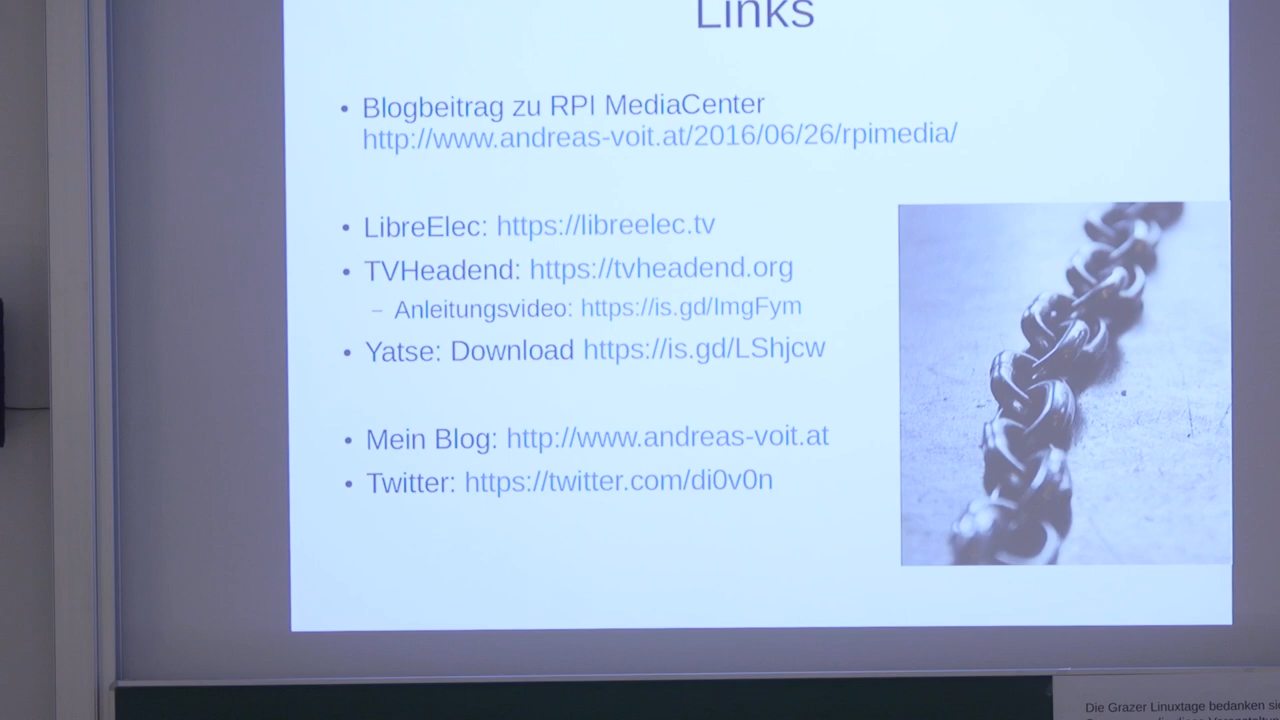 Links
• Blogbeitrag zu RPI MediaCenter
http://www.andreas-voit.at/2016/06/26/rpimedia/
• LibreElec: https://libreelec.tv
• TVHeadend: https://tvheadend.org
– Anleitungsvideo: https://is.gd/ImgFym
• Yatse: Download https://is.gd/LShjcw
• Mein Blog: http://www.andreas-voit.at
• Twitter: https://twitter.com/di0v0n
Die Grazer Linuxtage bedanken